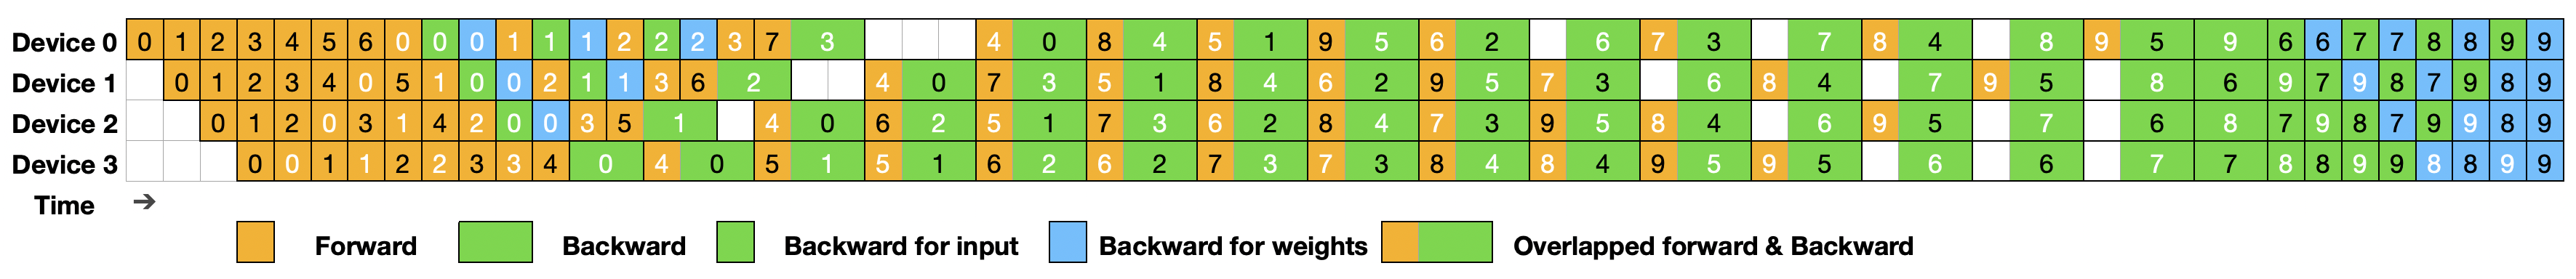 Device 0 0 1 2 3 4 5 6 0 0 0 1 1 1 2 2 2 3 7 3 4 0 8 4 5 1 9 5 6 2 6 7 3 7 8 4 8 9 5 9 6 6 7 7 8 8 9 9
Device 1 0 1 2 3 4 0 5 1 0 0 2 1 1 3 6 2 4 0 7 3 5 1 8 4 6 2 9 5 7 3 6 8 4 7 9 5 8 6 9 7 9 8 7 9 8 9
Device 2 0 1 2 0 3 1 4 2 0 0 3 5 1 4 0 6 2 5 1 7 3 6 2 8 4 7 3 9 5 8 4 6 9 5 7 6 8 7 9 8 7 9 9 8 9
Device 3 0 0 1 1 2 2 3 3 4 0 4 0 5 1 5 1 6 2 6 2 7 3 7 3 8 4 8 4 9 5 9 5 6 6 7 7 8 8 9 9 8 8 9 9
Time →
Forward Backward Backward for input Backward for weights Overlapped forward & Backward